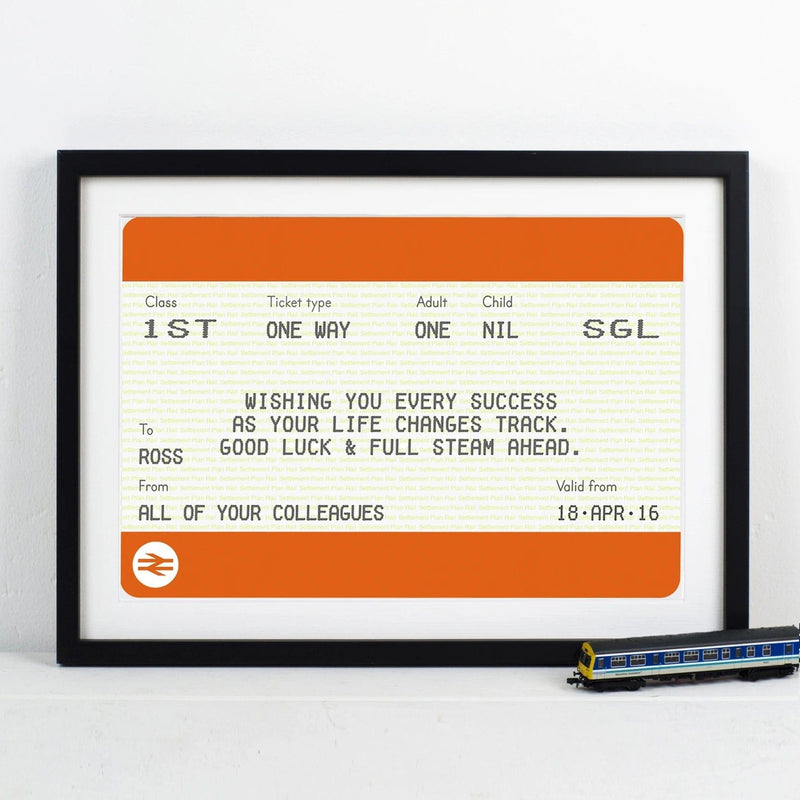 Class Ticket type Adult Child
1ST ONE WAY ONE NIL SGL
WISHING YOU EVERY SUCCESS
AS YOUR LIFE CHANGES TRACK.
GOOD LUCK & FULL STEAM AHEAD.
To
ROSS
From Valid from
ALL OF YOUR COLLEAGUES 18·APR·16